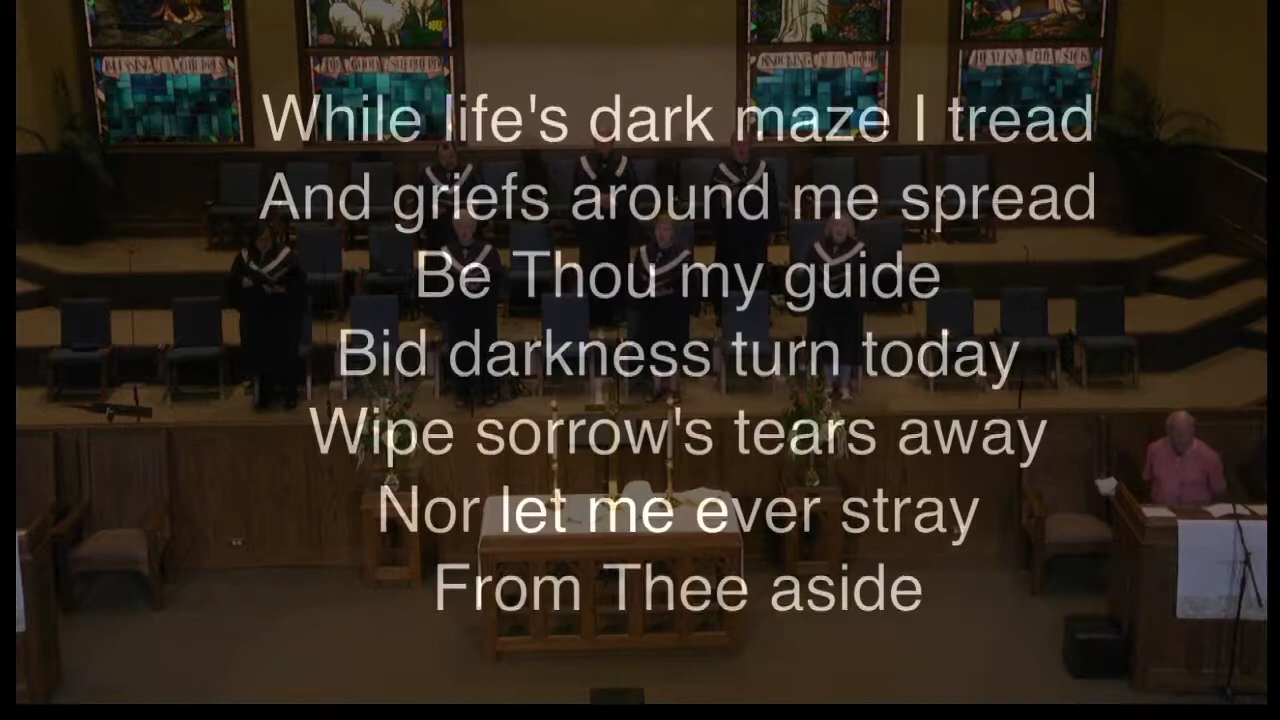 While life's dark maze I tread
And griefs around me spread
Be Thou my guide
Bid darkness turn today
Wipe sorrow's tears away
Nor let me ever stray
From Thee aside